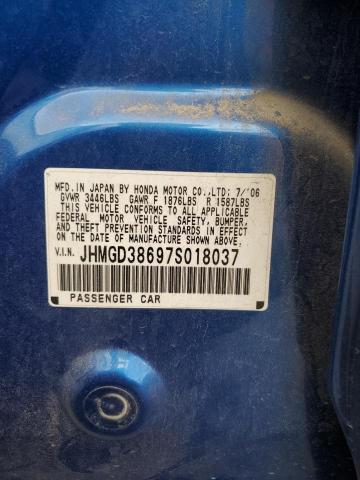 MFD.IN JAPAN BY HONDA MOTOR CO.,LTD: 7/'06
GVWR 3446LBS GAWR F 1876LBS R 1587LBS
THIS VEHICLE CONFORMS TO ALL APPLICABLE
FEDERAL MOTOR VEHICLE SAFETY, BUMPER,
AND THEFT PREVENTION STANDARDS IN EFFECT
ON THE DATE OF MANUFACTURE SHOWN ABOVE.
V.I.N. JHMGD38697S018037
PASSENGER CAR